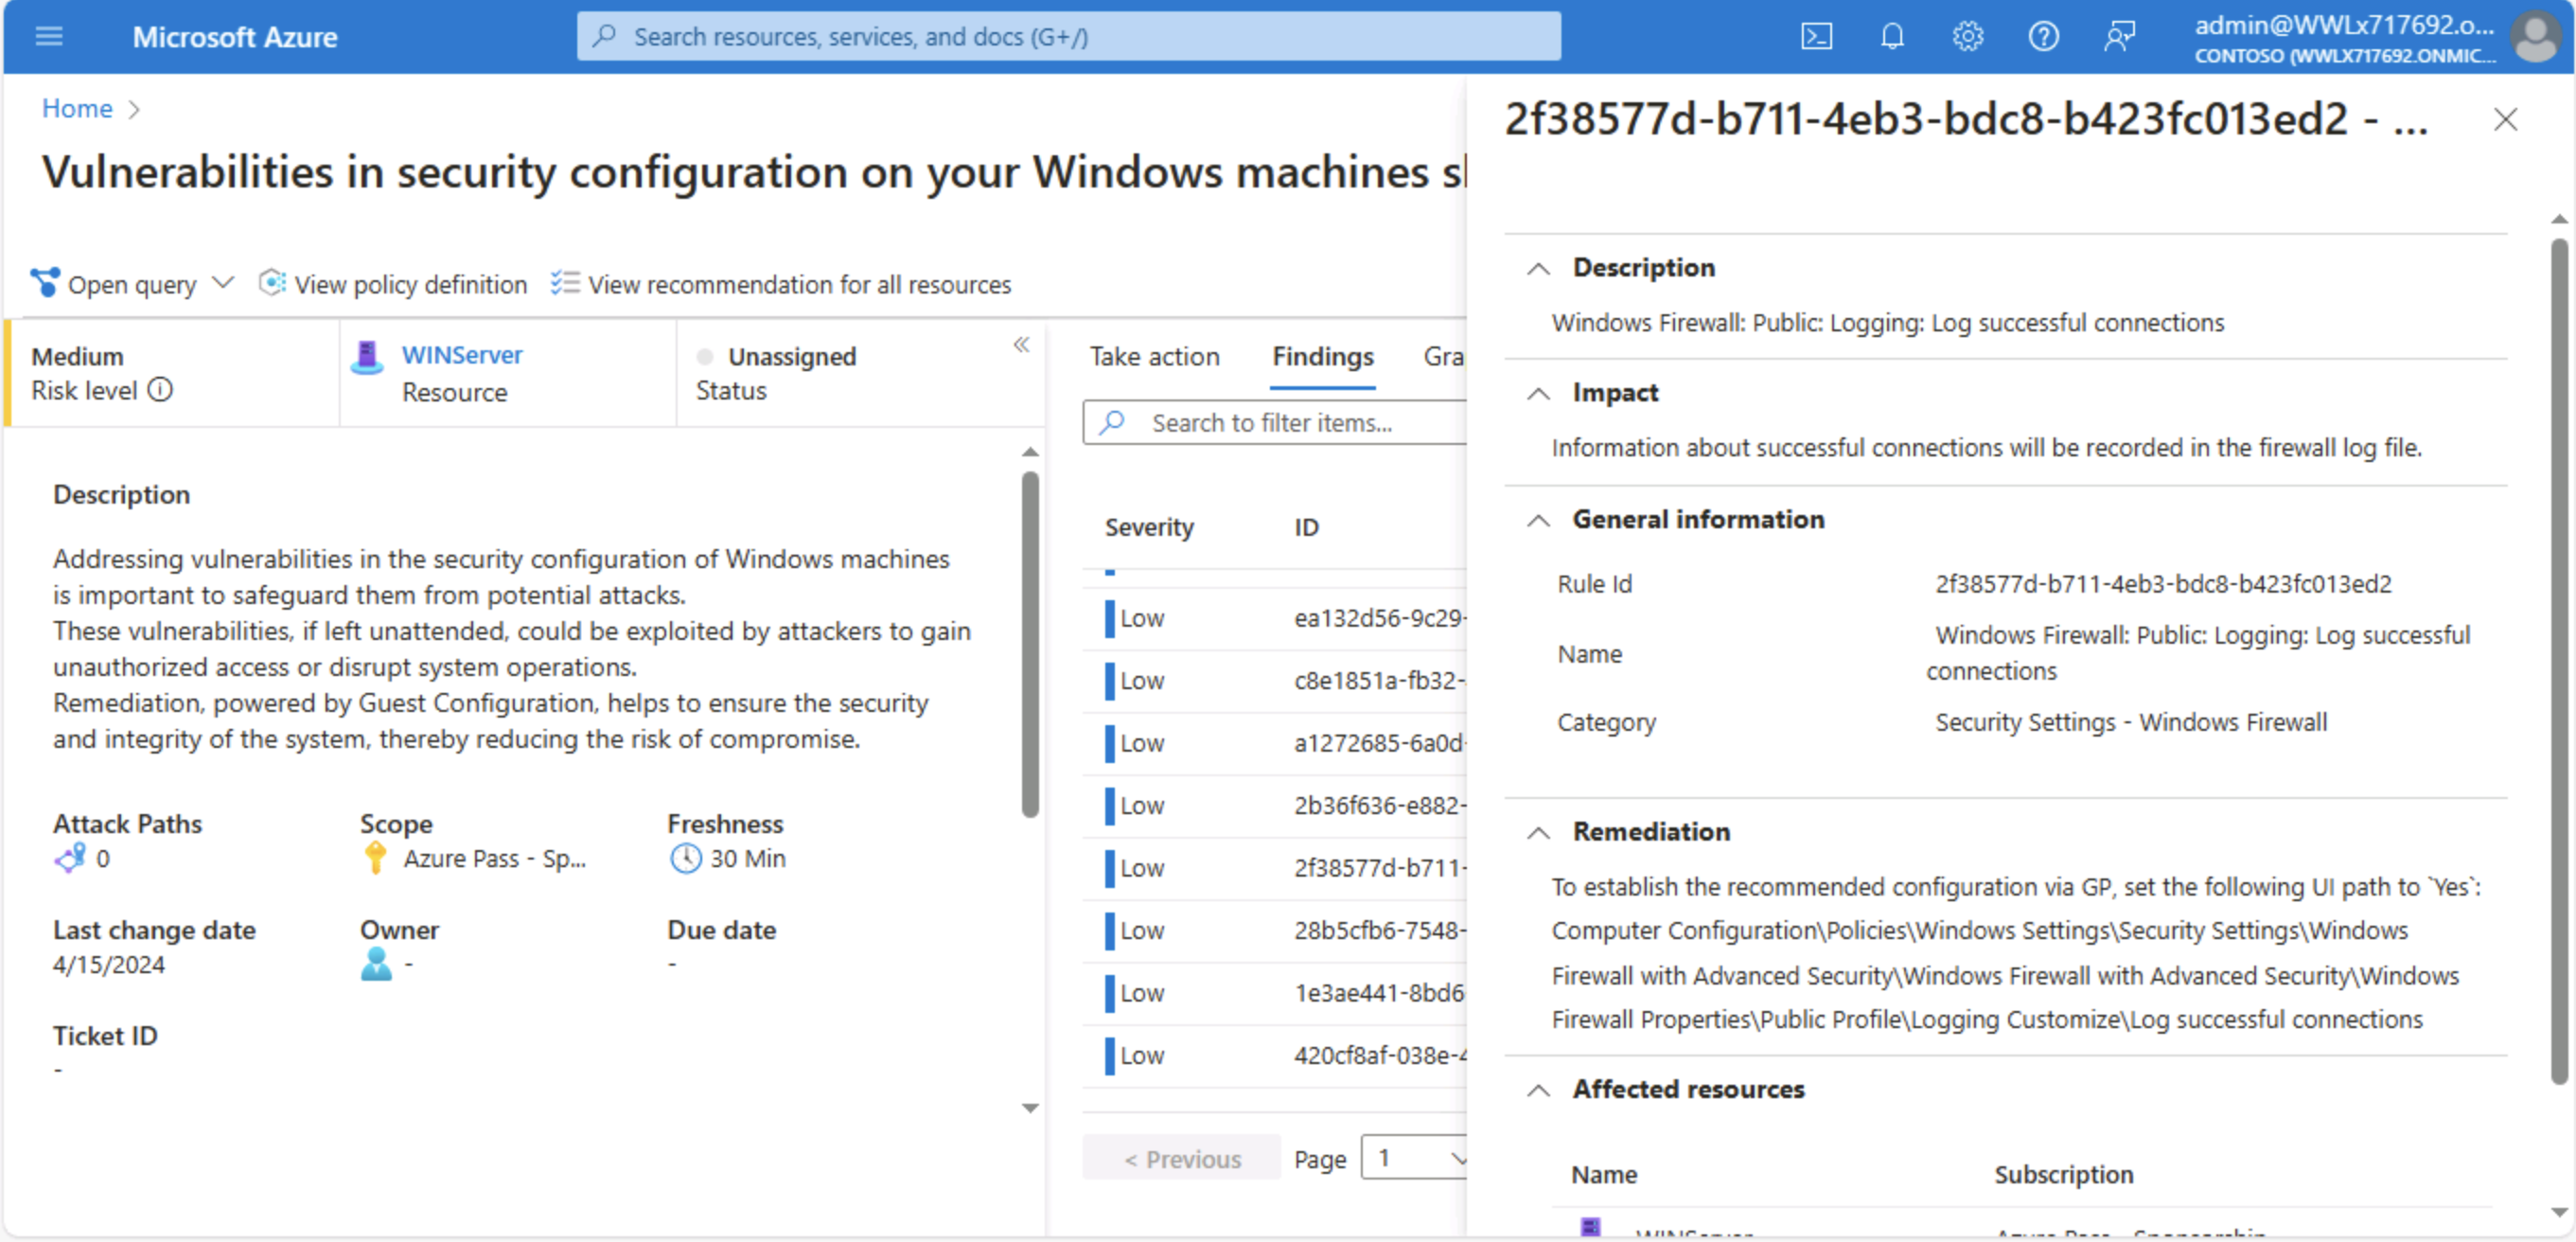 Microsoft Azure
Search resources, services, and docs (G+/)
admin@WWLx717692.o...
CONTOSO (WWLX717692.ONMIC...
Home
Vulnerabilities in security configuration on your Windows machines
Open query
View policy definition
View recommendation for all resources
Medium
Risk level
WINServer
Resource
Unassigned
Status
Description
Addressing vulnerabilities in the security configuration of Windows machines
is important to safeguard them from potential attacks.
These vulnerabilities, if left unattended, could be exploited by attackers to gain
unauthorized access or disrupt system operations.
Remediation, powered by Guest Configuration, helps to ensure the security
and integrity of the system, thereby reducing the risk of compromise.
Attack Paths
0
Scope
Azure Pass - Sp...
Freshness
30 Min
Last change date
4/15/2024
Owner
-
Due date
-
Ticket ID
-
Take action
Findings
Gra
Search to filter items...
Severity
ID
Low
ea132d56-9c29-
Low
c8e1851a-fb32-
Low
a1272685-6a0d-
Low
2b36f636-e882-
Low
2f38577d-b711-
Low
28b5cfb6-7548-
Low
1e3ae441-8bd6
Low
420cf8af-038e-4
< Previous
Page
1
2f38577d-b711-4eb3-bdc8-b423fc013ed2 - ...
Description
Windows Firewall: Public: Logging: Log successful connections
Impact
Information about successful connections will be recorded in the firewall log file.
General information
Rule Id
2f38577d-b711-4eb3-bdc8-b423fc013ed2
Name
Windows Firewall: Public: Logging: Log successful
connections
Category
Security Settings - Windows Firewall
Remediation
To establish the recommended configuration via GP, set the following UI path to `Yes`:
Computer Configuration\Policies\Windows Settings\Security Settings\Windows
Firewall with Advanced Security\Windows Firewall with Advanced Security\Windows
Firewall Properties\Public Profile\Logging Customize\Log successful connections
Affected resources
Name
Subscription
WINServer
Azure Pass - Sponsorship